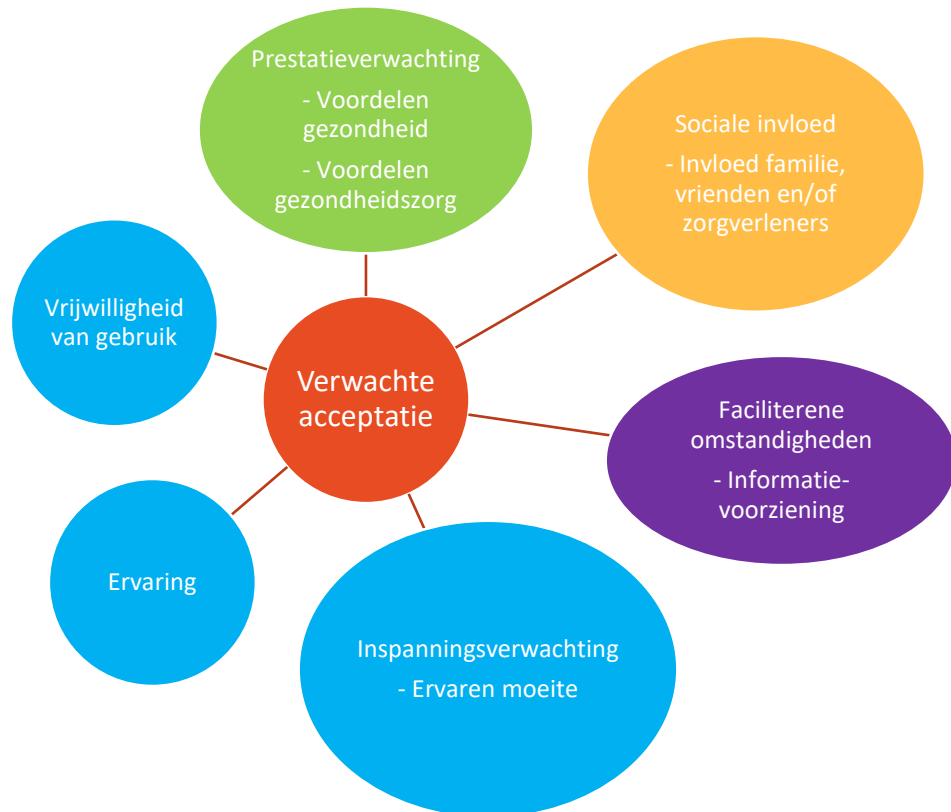 Prestatieverwachting
- Voordelen
gezondheid
- Voordelen
gezondheidszorg
Sociale invloed
- Invloed familie,
vrienden en/of
zorgverleners
Vrijwilligheid
van gebruik
Verwachte
acceptatie
Faciliterene
omstandigheden
- Informatie-
voorziening
Ervaring
Inspanningsverwachting
- Ervaren moeite